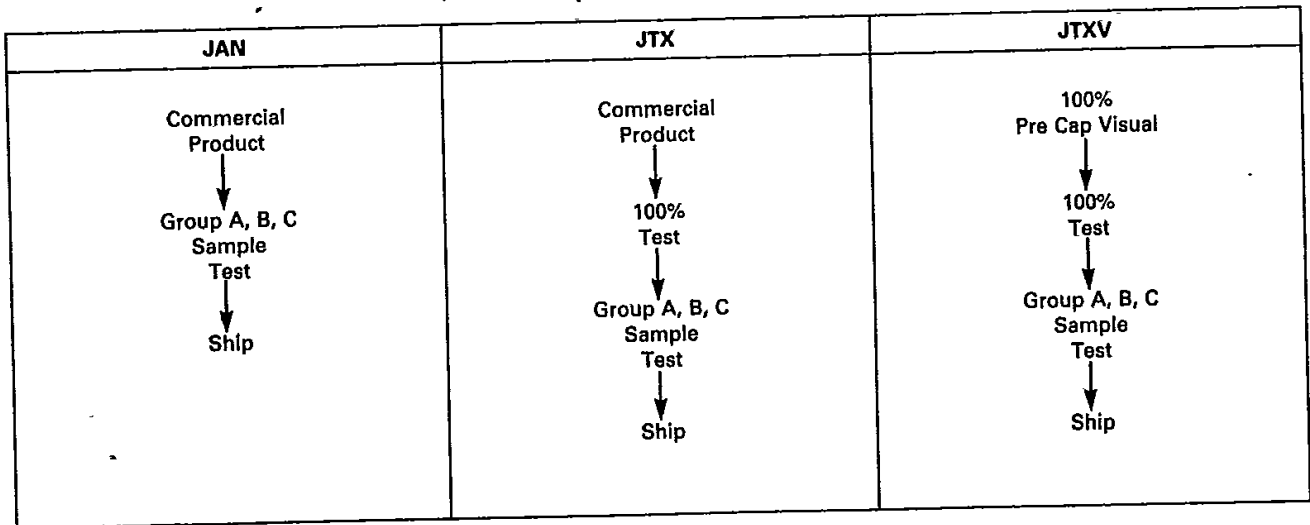 JAN
Commercial
Product
Group A, B, C
Sample
Test
Ship
JTX
Commercial
Product
100%
Test
Group A, B, C
Sample
Test
Ship
JTXV
100%
Pre Cap Visual
100%
Test
Group A, B, C
Sample
Test
Ship